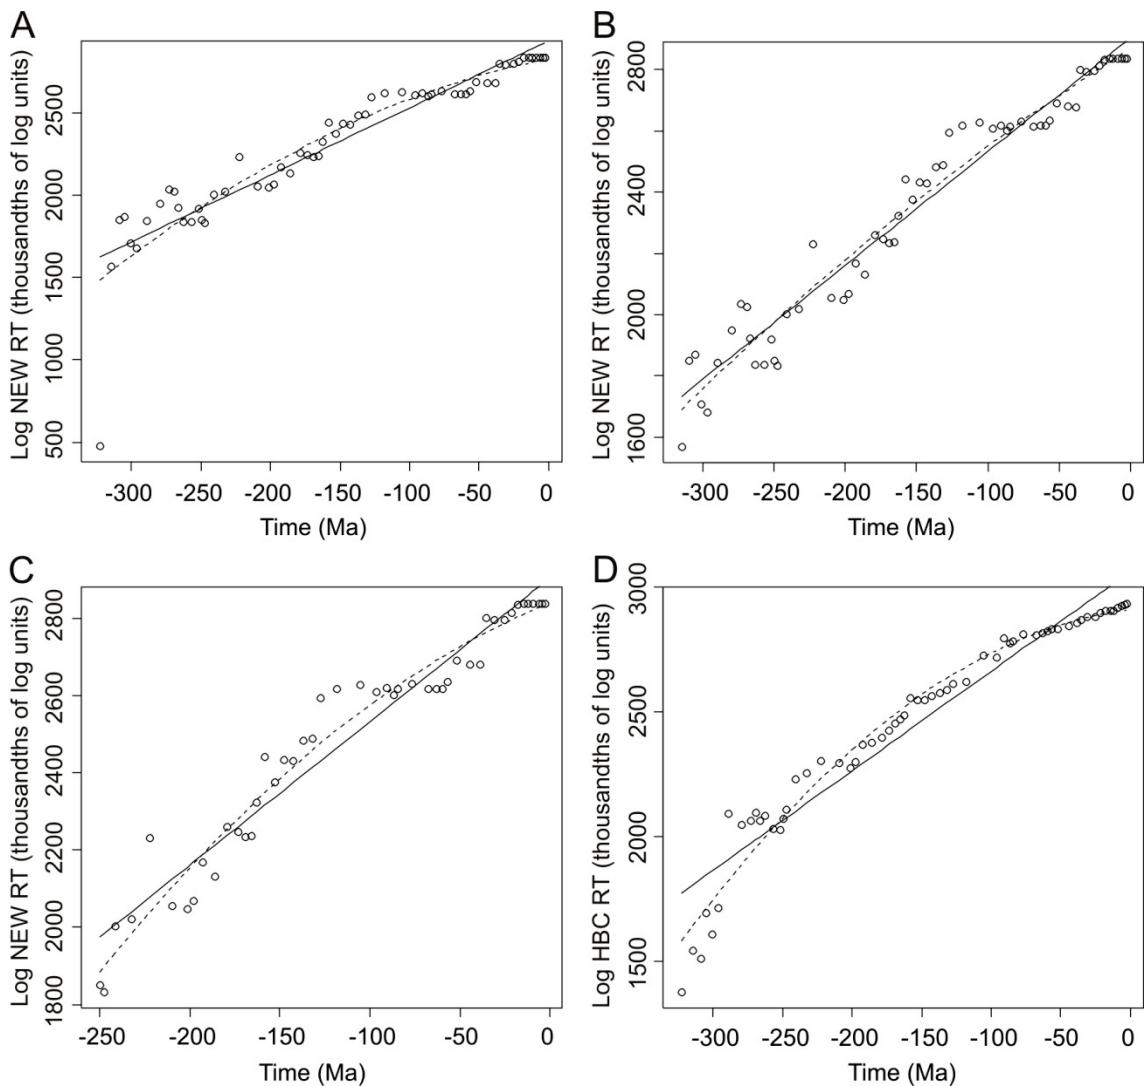 A
Log NEW RT (thousandths of log units)
2500
2000
1500
1000
500
-300 -250 -200 -150 -100 -50 0
Time (Ma)
B
Log NEW RT (thousandths of log units)
2800
2400
2000
1600
-300 -250 -200 -150 -100 -50 0
Time (Ma)
C
Log NEW RT (thousandths of log units)
2800
2600
2400
2200
2000
1800
-250 -200 -150 -100 -50 0
Time (Ma)
D
Log HBC RT (thousandths of log units)
3000
2500
2000
1500
-300 -250 -200 -150 -100 -50 0
Time (Ma)